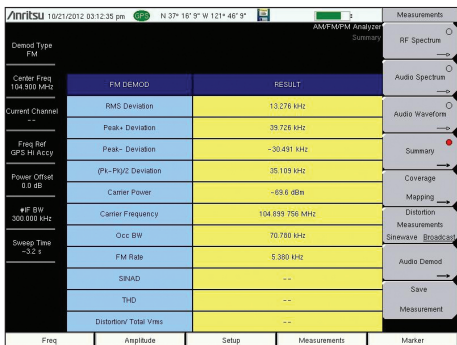 Anritsu 10/21/2012 03:12:35 pm GPS N 37° 16' 9" W 121° 46' 9"
AM/FM/PM Analyzer
Summary
Demod Type
FM
Center Freq
104.900 MHz
Current Channel
--
Freq Ref
GPS Hi Accy
Power Offset
0.0 dB
#IF BW
300.000 kHz
Sweep Time
~3.2 s
FM DEMOD RESULT
RMS Deviation 13.276 kHz
Peak+ Deviation 39.726 kHz
Peak- Deviation -30.491 kHz
(Pk-Pk)/2 Deviation 35.109 kHz
Carrier Power -69.6 dBm
Carrier Frequency 104.899 756 MHz
Occ BW 70.780 kHz
FM Rate 5.380 kHz
SINAD --
THD --
Distortion/ Total Vrms --
Measurements
RF Spectrum
Audio Spectrum
Audio Waveform
Summary
Coverage
Mapping
Distortion
Measurements
Sinewave Broadcast
Audio Demod
Save
Measurement
Freq Amplitude Setup Measurements Marker